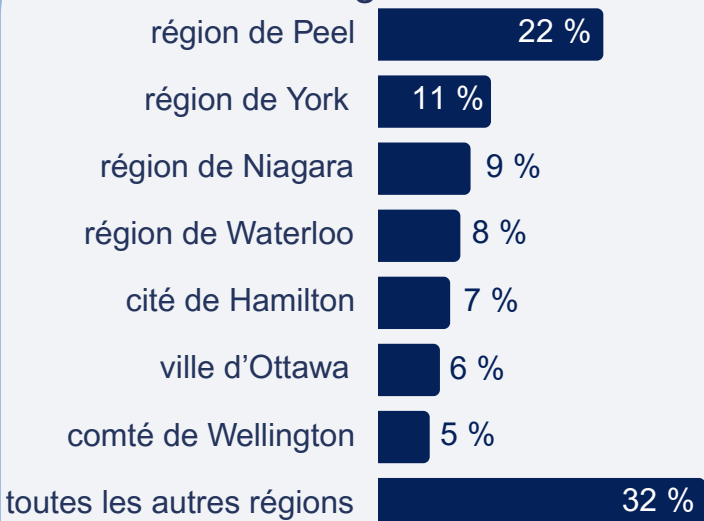 région de Peel 22 %
région de York 11 %
région de Niagara 9 %
région de Waterloo 8 %
cité de Hamilton 7 %
ville d’Ottawa 6 %
comté de Wellington 5 %
toutes les autres régions 32 %